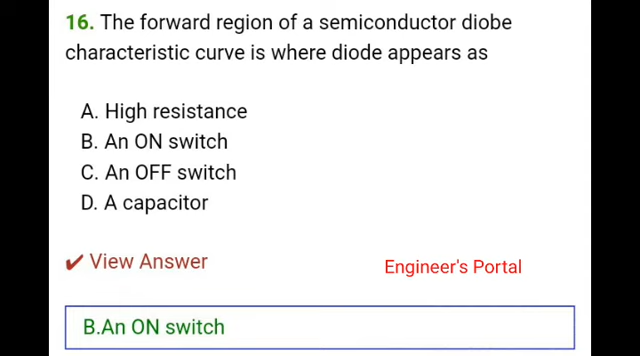 16. The forward region of a semiconductor diobe
characteristic curve is where diode appears as
A. High resistance
B. An ON switch
C. An OFF switch
D. A capacitor
✔ View Answer
Engineer's Portal
B.An ON switch